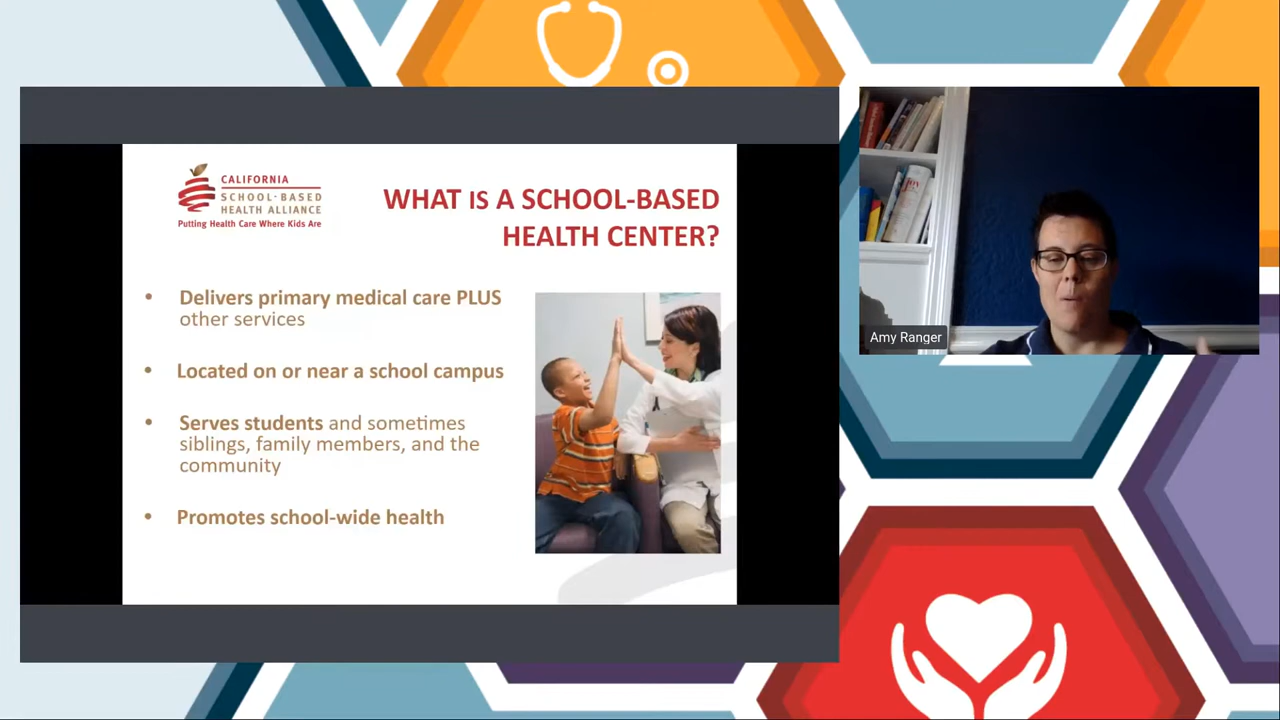 CALIFORNIA
SCHOOL-BASED
HEALTH ALLIANCE
Putting Health Care Where Kids Are
WHAT IS A SCHOOL-BASED
HEALTH CENTER?
• Delivers primary medical care PLUS
other services
• Located on or near a school campus
• Serves students and sometimes
siblings, family members, and the
community
• Promotes school-wide health
Amy Ranger